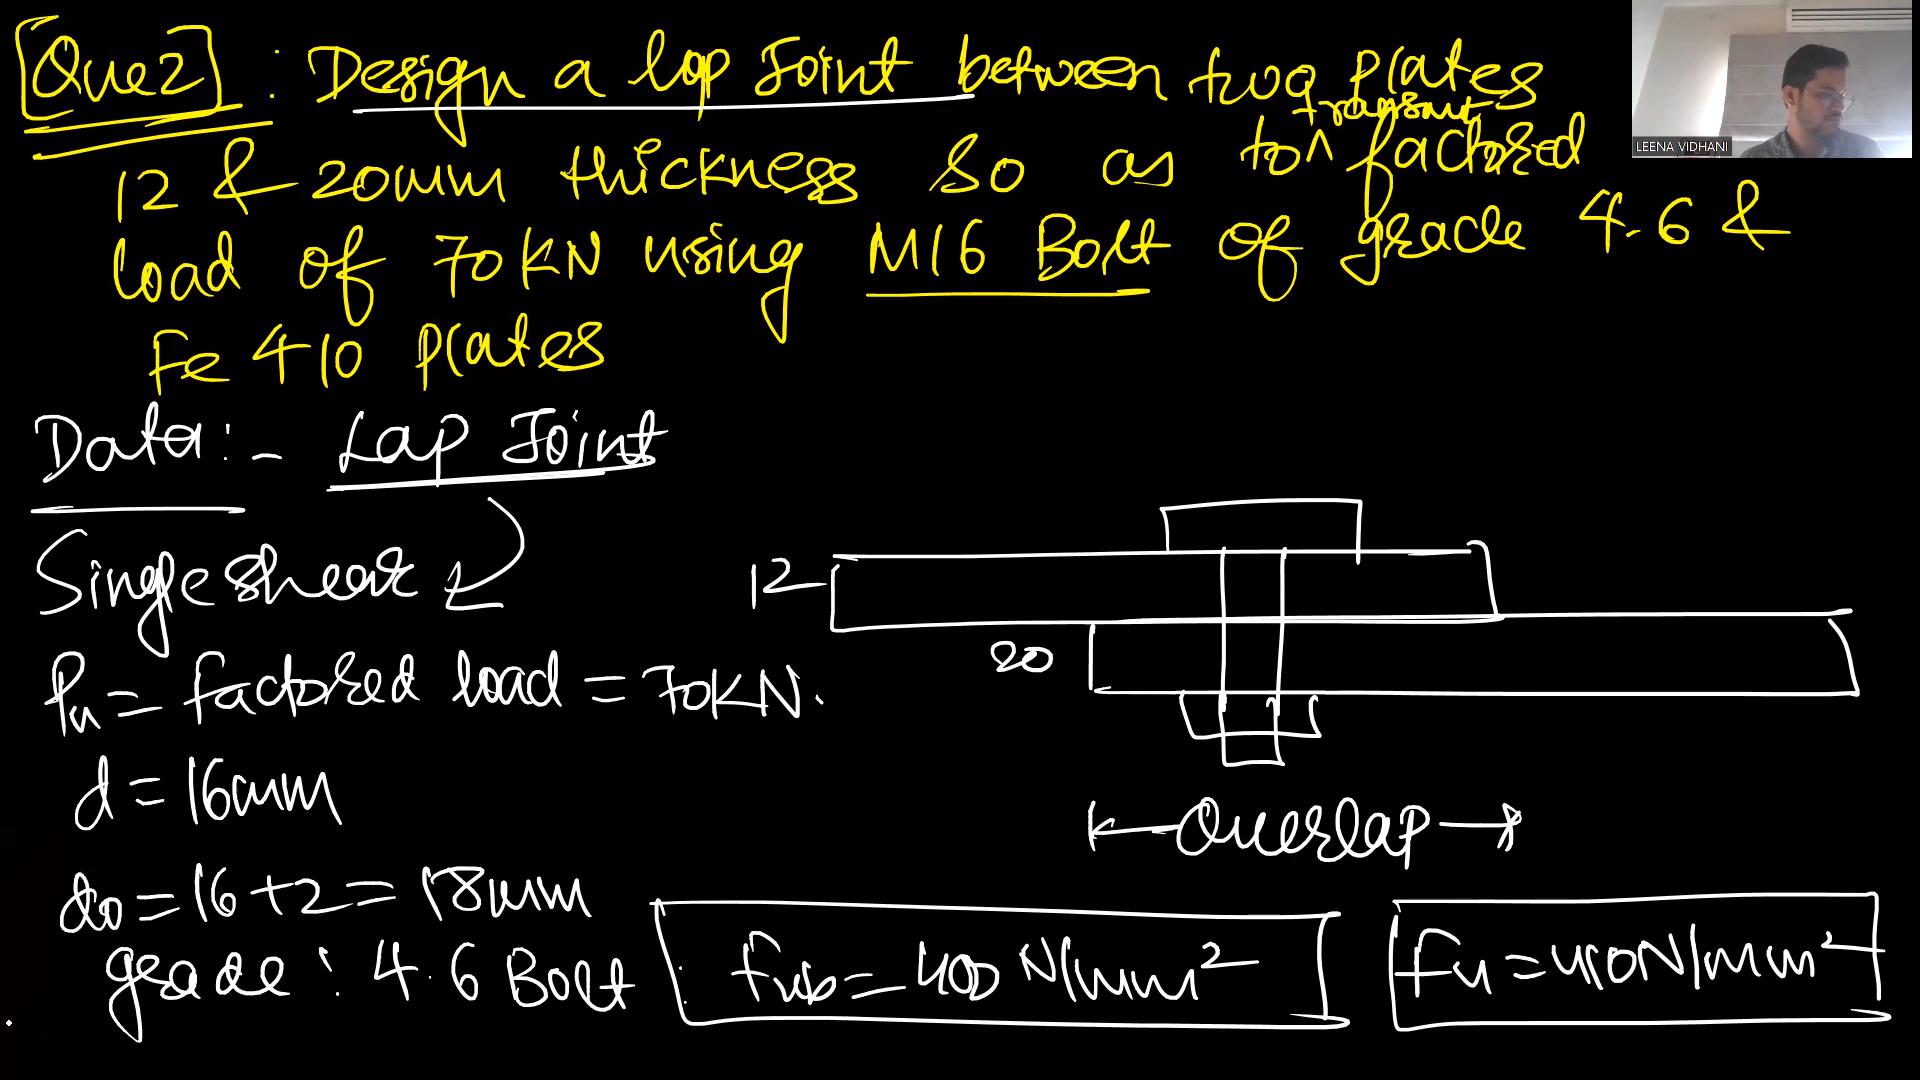 [Que2] : Design a lap Joint between two plates
12 & 20mm thickness so as to ^ transmit factored
load of 70KN using M16 Bolt of grade 4.6 &
Fe 410 plates
LEENA VIDHANI
Data:- Lap Joint
Single shear
12
20
Pu = factored load = 70KN.
d = 16mm
Overlap
do = 16+2 = 18mm
grade : 4.6 Bolt : fub = 400 N/mm²
fu = 410N/mm²